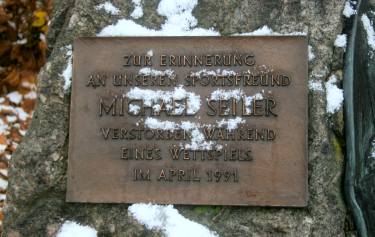 ZUR ERINNERUNG
AN UNSEREN SPORTSFREUND
MICHAEL SEILER
VERSTORBEN WÄHREND
EINES WETTSPIELS
IM APRIL 1991